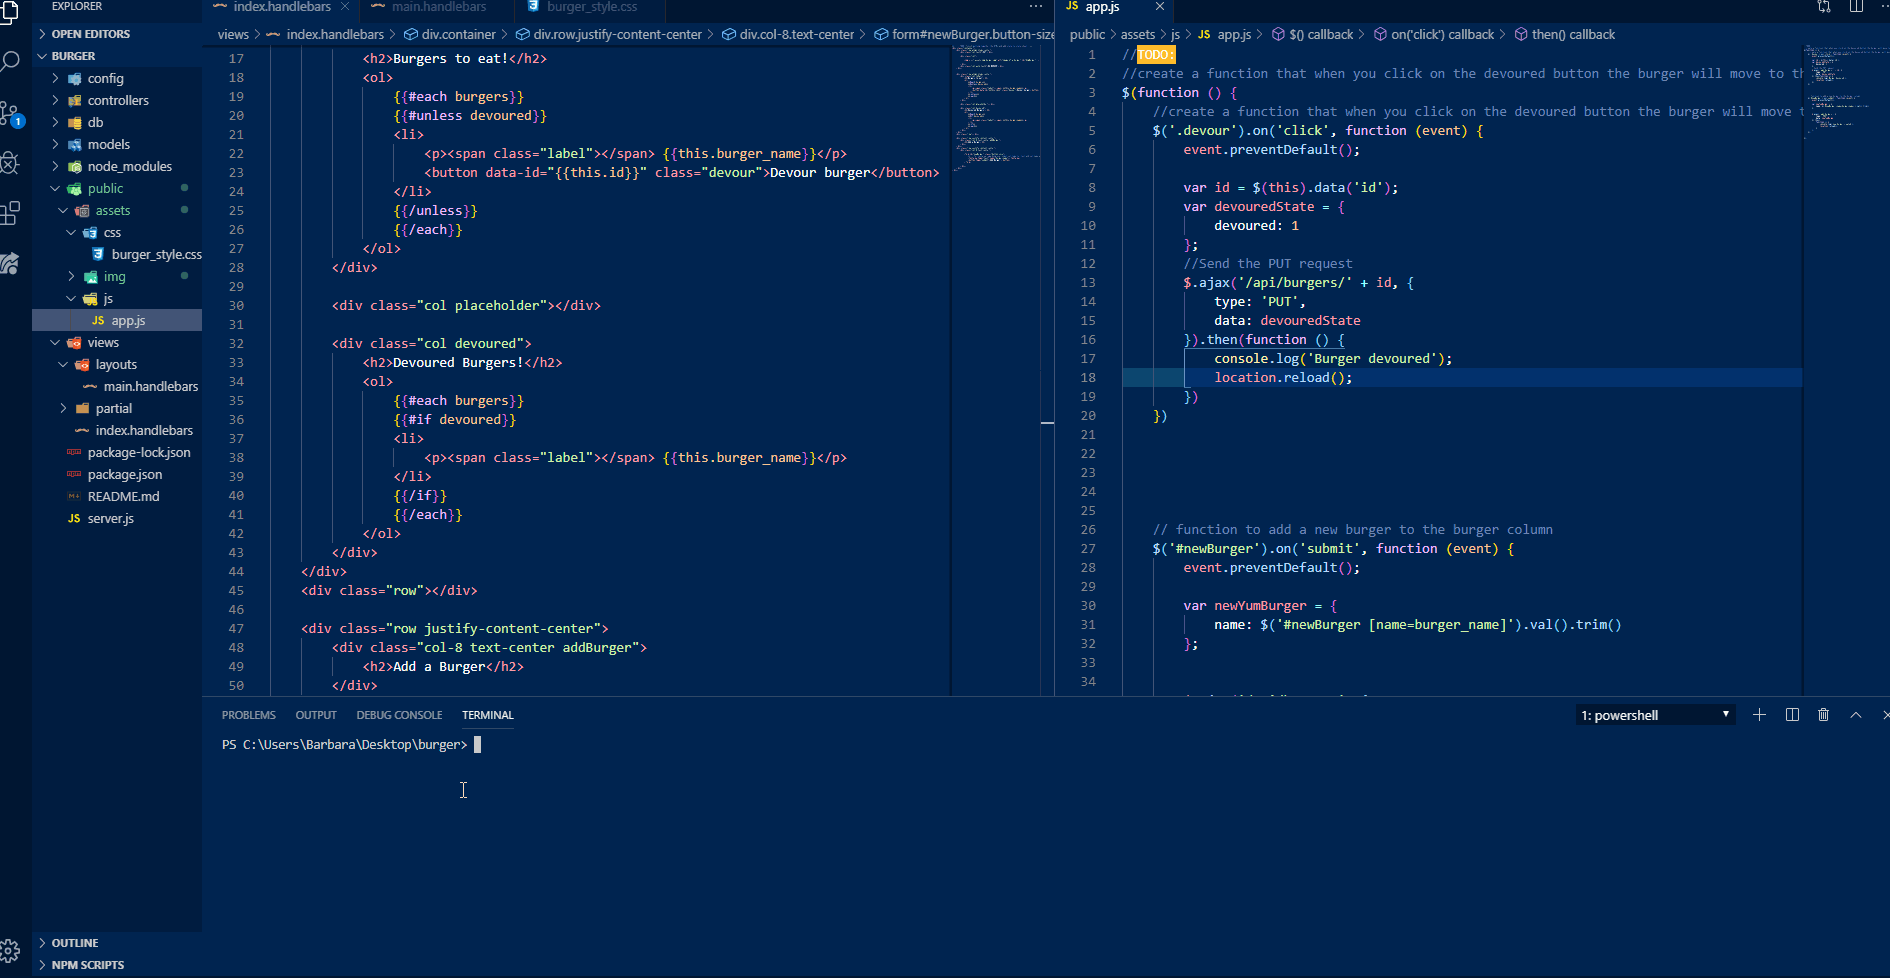 EXPLORER
OPEN EDITORS
BURGER
config
controllers
db
models
node_modules
public
assets
css
burger_style.css
img
js
JS app.js
views
layouts
main.handlebars
partial
index.handlebars
package-lock.json
package.json
README.md
JS server.js
OUTLINE
NPM SCRIPTS
1
index.handlebars
main.handlebars
burger_style.css
views > index.handlebars > div.container > div.row.justify-content-center > div.col-8.text-center > form#newBurger.button-size
17 <h2>Burgers to eat!</h2>
18 <ol>
19 {{#each burgers}}
20 {{#unless devoured}}
21 <li>
22 <p><span class="label"></span> {{this.burger_name}}</p>
23 <button data-id="{{this.id}}" class="devour">Devour burger</button>
24 </li>
25 {{/unless}}
26 {{/each}}
27 </ol>
28 </div>
29
30 <div class="col placeholder"></div>
31
32 <div class="col devoured">
33 <h2>Devoured Burgers!</h2>
34 <ol>
35 {{#each burgers}}
36 {{#if devoured}}
37 <li>
38 <p><span class="label"></span> {{this.burger_name}}</p>
39 </li>
40 {{/if}}
41 {{/each}}
42 </ol>
43 </div>
44 </div>
45 <div class="row"></div>
46
47 <div class="row justify-content-center">
48 <div class="col-8 text-center addBurger">
49 <h2>Add a Burger</h2>
50 </div>
JS app.js
public > assets > js > JS app.js > $() callback > on('click') callback > then() callback
1 //TODO:
2 //create a function that when you click on the devoured button the burger will move to th
3 $(function () {
4 //create a function that when you click on the devoured button the burger will move t
5 $('.devour').on('click', function (event) {
6 event.preventDefault();
7
8 var id = $(this).data('id');
9 var devouredState = {
10 devoured: 1
11 };
12 //Send the PUT request
13 $.ajax('/api/burgers/' + id, {
14 type: 'PUT',
15 data: devouredState
16 }).then(function () {
17 console.log('Burger devoured');
18 location.reload();
19 })
20 })
21
22
23
24
25
26 // function to add a new burger to the burger column
27 $('#newBurger').on('submit', function (event) {
28 event.preventDefault();
29
30 var newYumBurger = {
31 name: $('#newBurger [name=burger_name]').val().trim()
32 };
33
34
PROBLEMS OUTPUT DEBUG CONSOLE TERMINAL
1: powershell
PS C:\Users\Barbara\Desktop\burger>